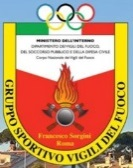 MINISTERO DELL'INTERNO
DIPARTIMENTO DEI VIGILI DEL FUOCO,
DEL SOCCORSO PUBBLICO E DELLA DIFESA CIVILE
Corpo Nazionale dei Vigili del Fuoco
Francesco Sorgini
Roma
GRUPPO SPORTIVO VIGILI DEL FUOCO